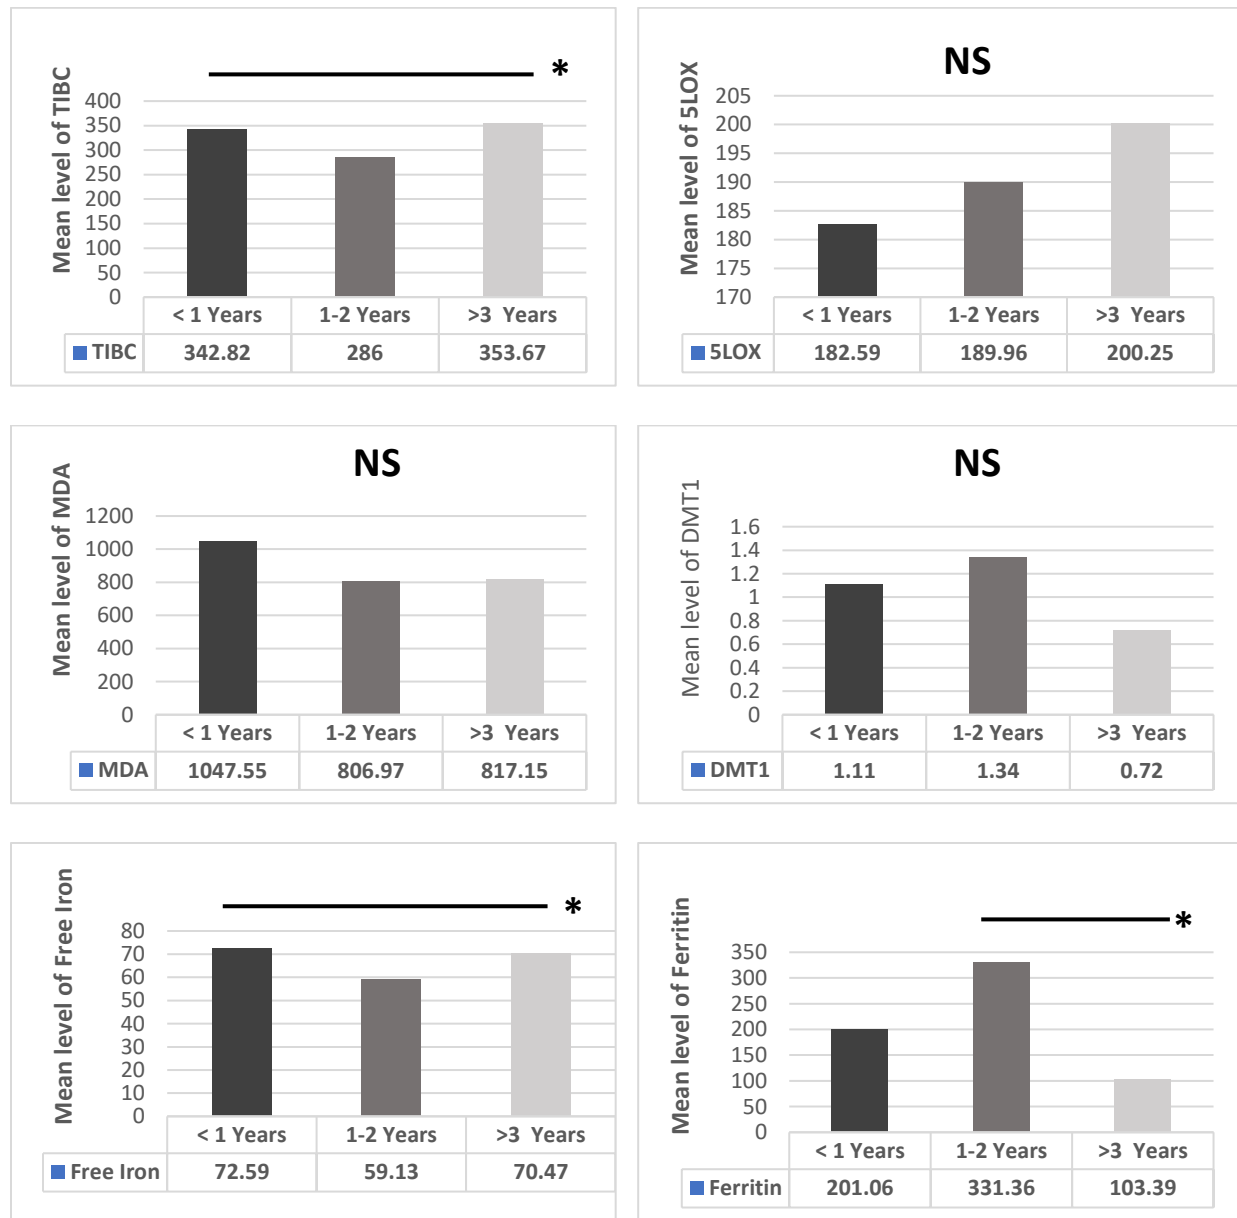 *
Mean level of TIBC
400
350
300
250
200
150
100
50
0
< 1 Years 1-2 Years >3 Years
TIBC 342.82 286 353.67
NS
Mean level of 5LOX
205
200
195
190
185
180
175
170
< 1 Years 1-2 Years >3 Years
5LOX 182.59 189.96 200.25
NS
Mean level of MDA
1200
1000
800
600
400
200
0
< 1 Years 1-2 Years >3 Years
MDA 1047.55 806.97 817.15
NS
Mean level of DMT1
1.6
1.4
1.2
1
0.8
0.6
0.4
0.2
0
< 1 Years 1-2 Years >3 Years
DMT1 1.11 1.34 0.72
*
Mean level of Free Iron
80
70
60
50
40
30
20
10
0
< 1 Years 1-2 Years >3 Years
Free Iron 72.59 59.13 70.47
*
Mean level of Ferritin
350
300
250
200
150
100
50
0
< 1 Years 1-2 Years >3 Years
Ferritin 201.06 331.36 103.39